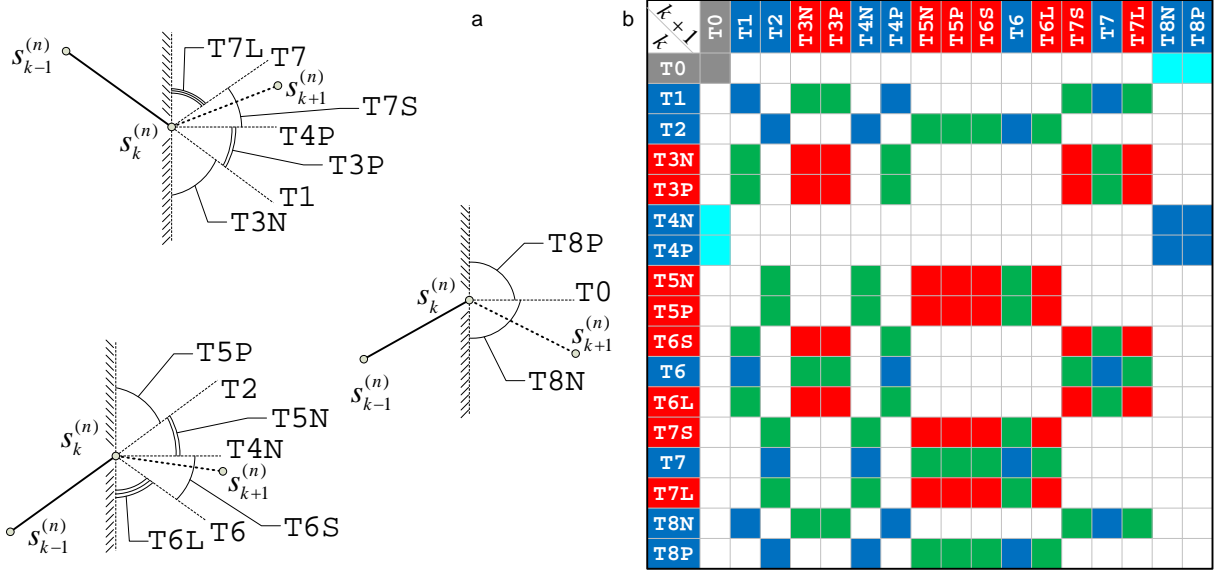 a
s_{k-1}^{(n)}
T7L
T7
s_{k+1}^{(n)}
T7S
s_k^{(n)}
T4P
T3P
T1
T3N
T8P
s_k^{(n)}
T0
s_{k+1}^{(n)}
T8N
s_{k-1}^{(n)}
T5P
T2
T5N
s_k^{(n)}
T4N
s_{k+1}^{(n)}
T6S
T6
T6L
s_{k-1}^{(n)}
b
k+1 k T0 T1 T2 T3N T3P T4N T4P T5N T5P T6S T6 T6L T7S T7 T7L T8N T8P
T0
T1
T2
T3N
T3P
T4N
T4P
T5N
T5P
T6S
T6
T6L
T7S
T7
T7L
T8N
T8P